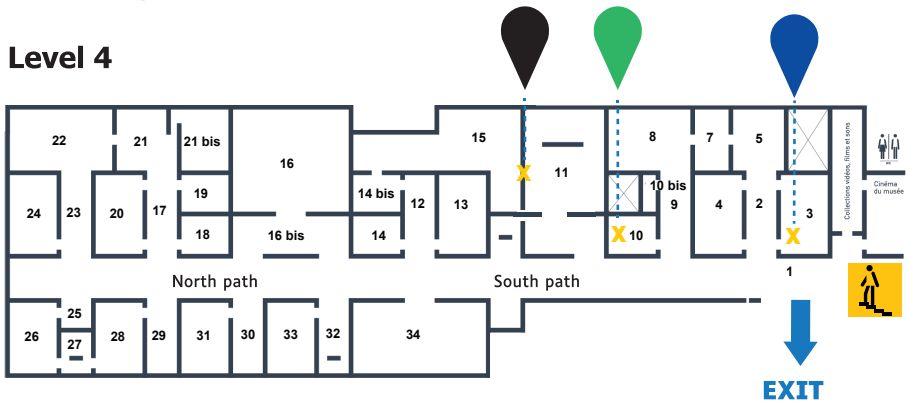 Level 4
22
21
21 bis
16
15
11
8
7
5
Collections vidéos, films et sons
Cinéma
du musée
24
23
20
17
19
18
14 bis
14
12
13
16 bis
10 bis
10
9
4
2
3
X
X
X
1
North path
South path
26
25
27
28
29
31
30
33
32
34
EXIT